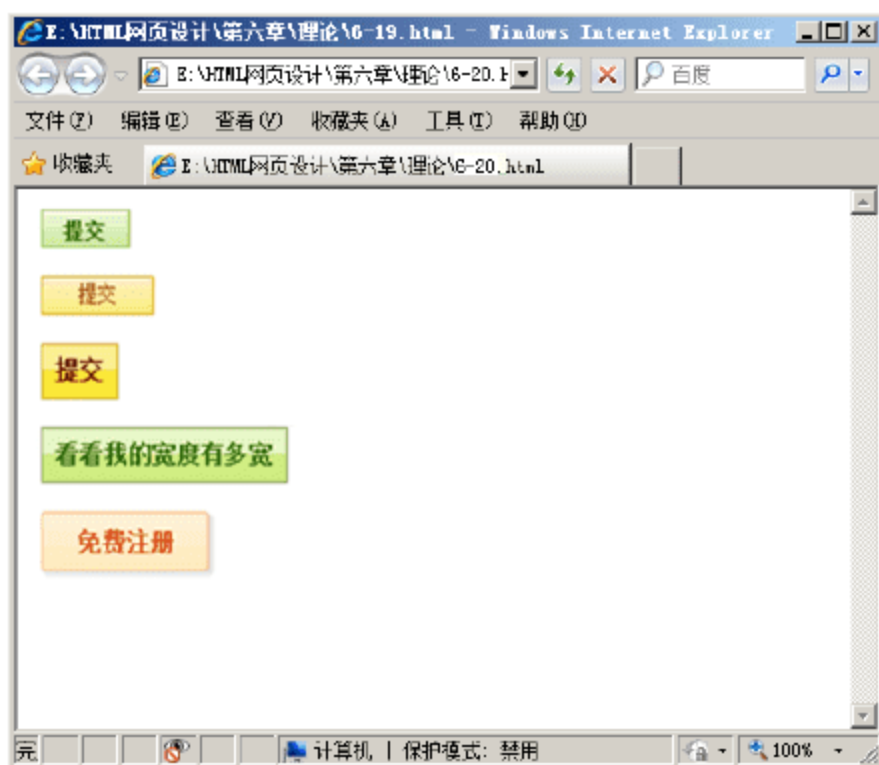 E:\HTML网页设计\第六章\理论\6-19.html - Windows Internet Explorer
E:\HTML网页设计\第六章\理论\6-20.h 百度
文件(F) 编辑(E) 查看(V) 收藏夹(A) 工具(T) 帮助(H)
收藏夹 E:\HTML网页设计\第六章\理论\6-20.html
提交
提交
提交
看看我的宽度有多宽
免费注册
完 计算机 | 保护模式: 禁用 100%